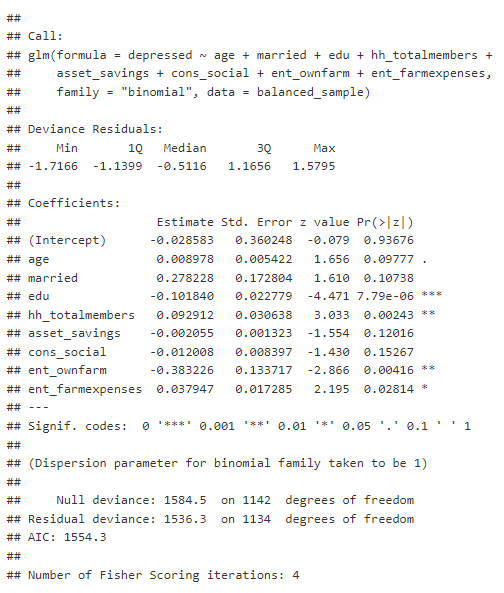 ##
## Call:
## glm(formula = depressed ~ age + married + edu + hh_totalmembers +
##     asset_savings + cons_social + ent_ownfarm + ent_farmexpenses,
##     family = "binomial", data = balanced_sample)
##
## Deviance Residuals:
##     Min       1Q   Median       3Q      Max
## -1.7166  -1.1399  -0.5116   1.1656   1.5795
##
## Coefficients:
##                   Estimate Std. Error z value Pr(>|z|)
## (Intercept)      -0.028583   0.360248  -0.079  0.93676
## age               0.008978   0.005422   1.656  0.09777 .
## married           0.278228   0.172804   1.610  0.10738
## edu              -0.101840   0.022779  -4.471 7.79e-06 ***
## hh_totalmembers   0.092912   0.030638   3.033  0.00243 **
## asset_savings    -0.002055   0.001323  -1.554  0.12016
## cons_social      -0.012008   0.008397  -1.430  0.15267
## ent_ownfarm      -0.383226   0.133717  -2.866  0.00416 **
## ent_farmexpenses  0.037947   0.017285   2.195  0.02814 *
## ---
## Signif. codes:  0 '***' 0.001 '**' 0.01 '*' 0.05 '.' 0.1 ' ' 1
##
## (Dispersion parameter for binomial family taken to be 1)
##
##     Null deviance: 1584.5  on 1142  degrees of freedom
## Residual deviance: 1536.3  on 1134  degrees of freedom
## AIC: 1554.3
##
## Number of Fisher Scoring iterations: 4